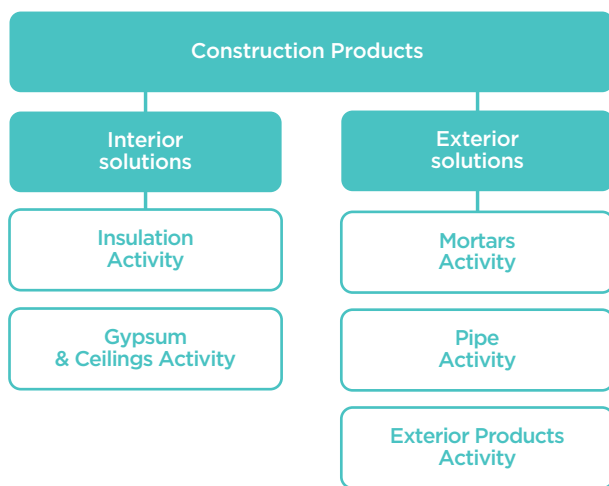 Construction Products
Interior
solutions
Insulation
Activity
Gypsum
& Ceilings Activity
Exterior
solutions
Mortars
Activity
Pipe
Activity
Exterior Products
Activity